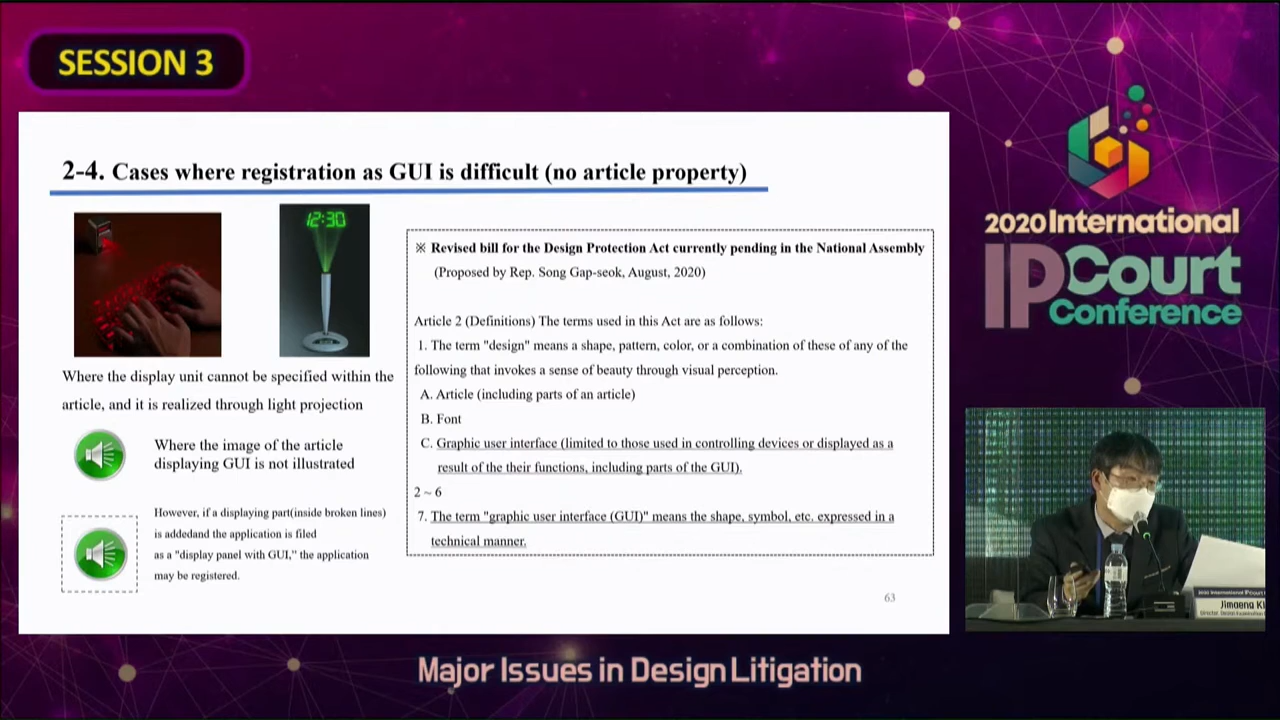 SESSION 3
2-4. Cases where registration as GUI is difficult (no article property)
12:30
Where the display unit cannot be specified within the
article, and it is realized through light projection
Where the image of the article
displaying GUI is not illustrated
However, if a displaying part(inside broken lines)
is addedand the application is filed
as a "display panel with GUI," the application
may be registered.
※ Revised bill for the Design Protection Act currently pending in the National Assembly
(Proposed by Rep. Song Gap-seok, August, 2020)
Article 2 (Definitions) The terms used in this Act are as follows:
1. The term "design" means a shape, pattern, color, or a combination of these of any of the
following that invokes a sense of beauty through visual perception.
A. Article (including parts of an article)
B. Font
C. Graphic user interface (limited to those used in controlling devices or displayed as a
result of the their functions, including parts of the GUI).
2 ~ 6
7. The term "graphic user interface (GUI)" means the shape, symbol, etc. expressed in a
technical manner.
63
2020 International
IP Court
Conference
Major Issues in Design Litigation